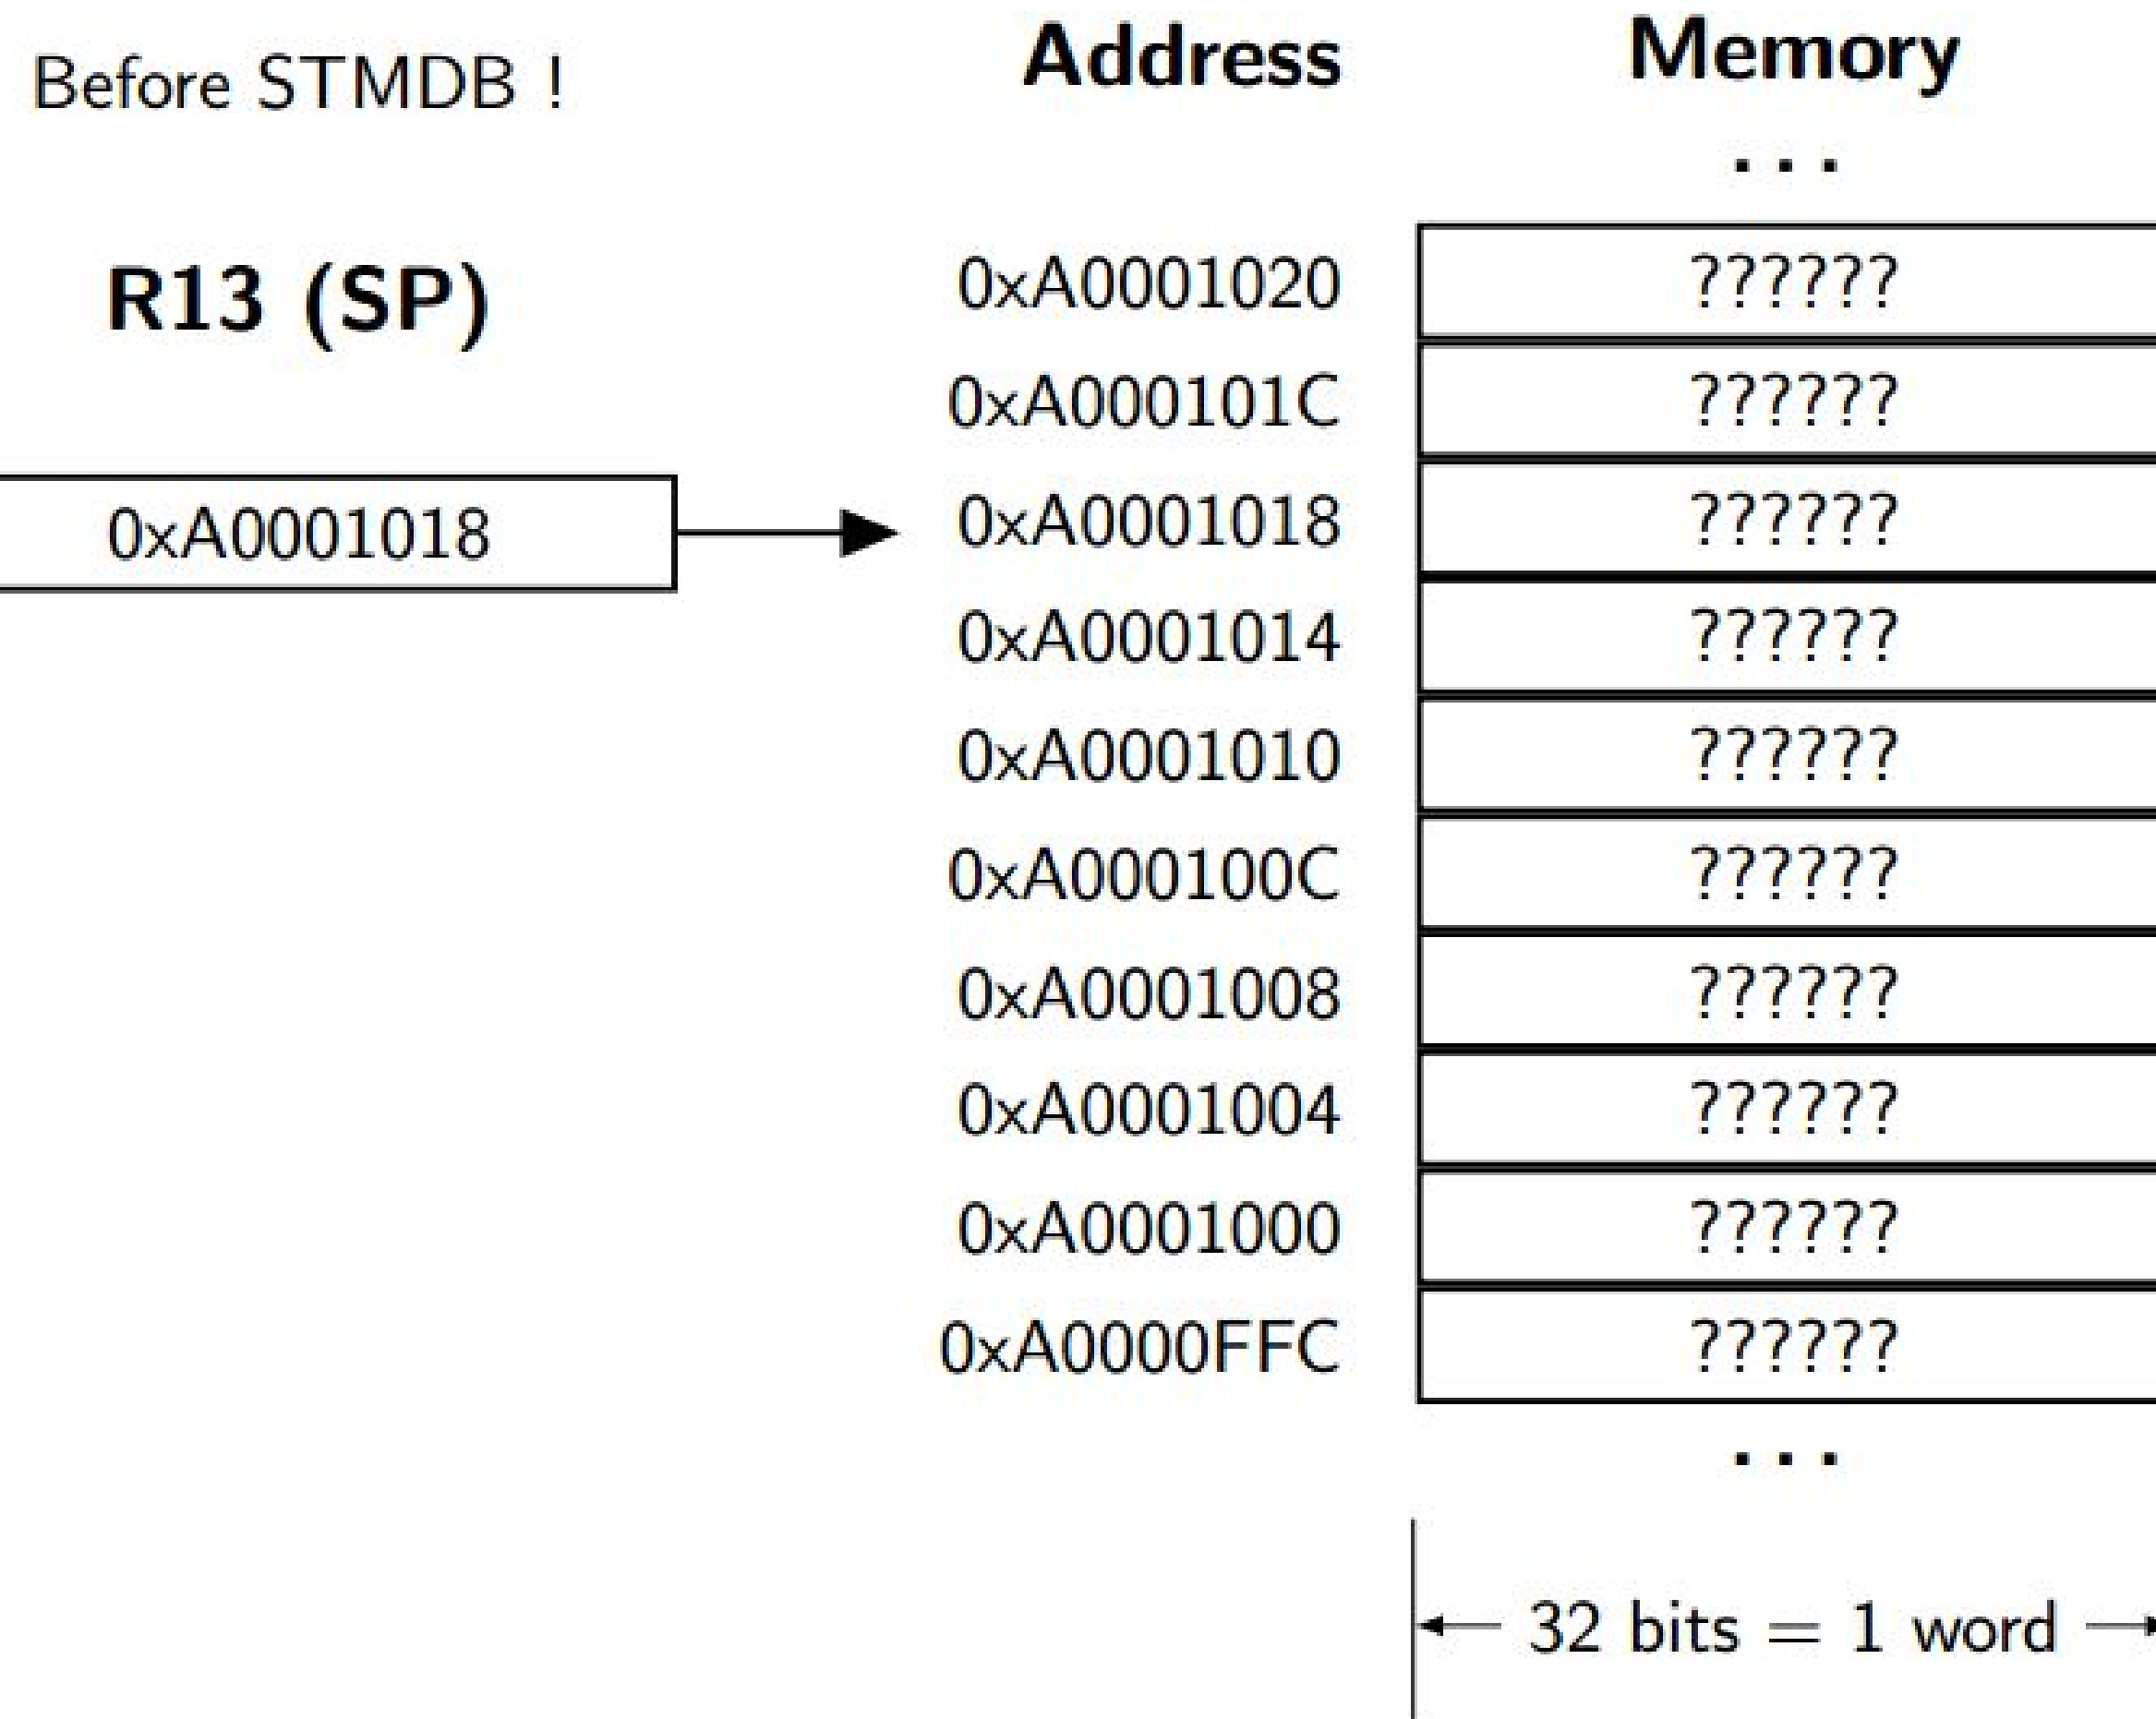 Before STMDB !
Address
Memory
...
R13 (SP)
0xA0001018
0xA0001020 ??????
0xA000101C ??????
0xA0001018 ??????
0xA0001014 ??????
0xA0001010 ??????
0xA000100C ??????
0xA0001008 ??????
0xA0001004 ??????
0xA0001000 ??????
0xA0000FFC ??????
...
32 bits = 1 word